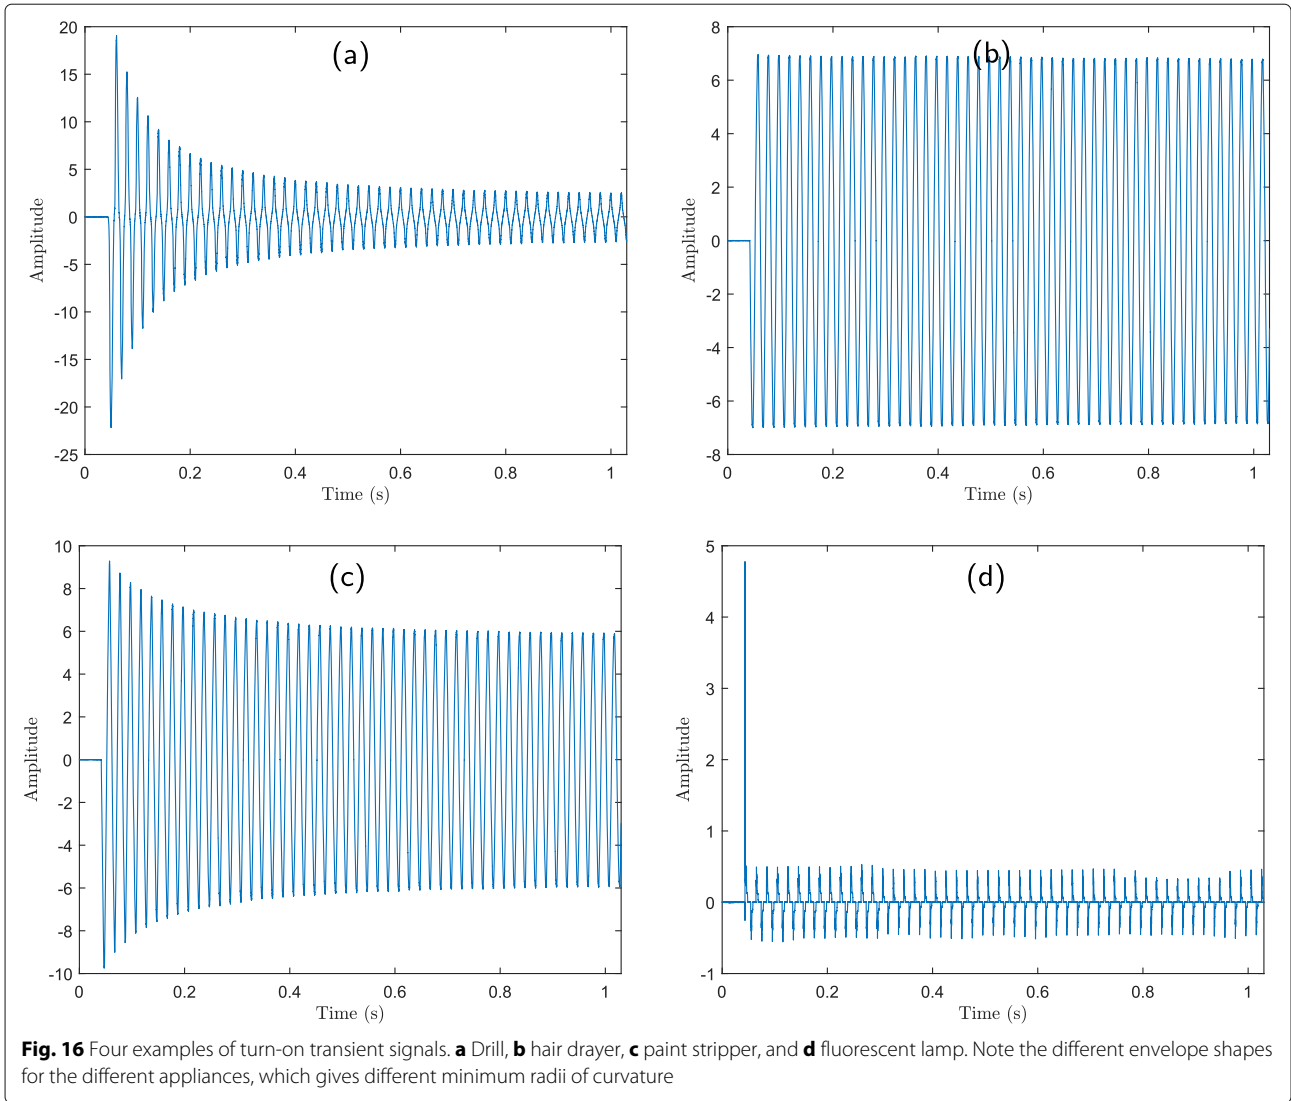 (a)
20
15
10
5
0
-5
-10
-15
-20
-25
Amplitude
0 0.2 0.4 0.6 0.8 1
Time (s)
(b)
8
6
4
2
0
-2
-4
-6
-8
Amplitude
0 0.2 0.4 0.6 0.8 1
Time (s)
(c)
10
8
6
4
2
0
-2
-4
-6
-8
-10
Amplitude
0 0.2 0.4 0.6 0.8 1
Time (s)
(d)
5
4
3
2
1
0
-1
Amplitude
0 0.2 0.4 0.6 0.8 1
Time (s)
Fig. 16 Four examples of turn-on transient signals. a Drill, b hair drayer, c paint stripper, and d fluorescent lamp. Note the different envelope shapes
for the different appliances, which gives different minimum radii of curvature